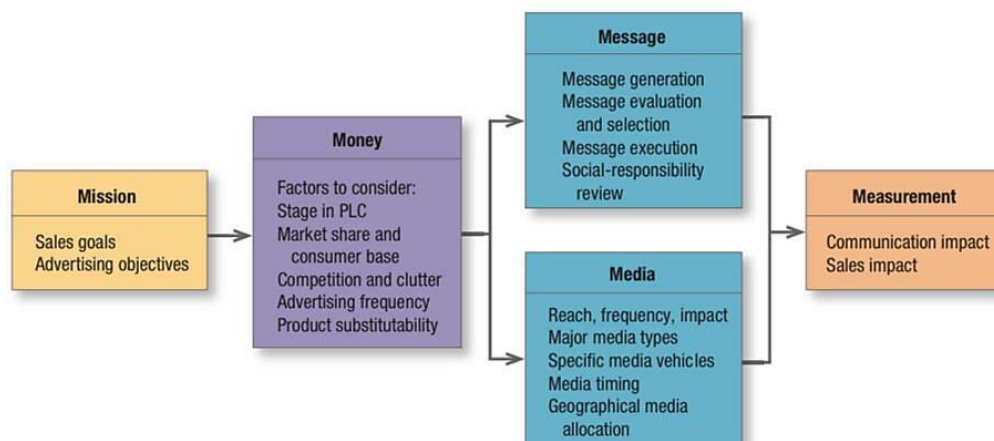 Mission
Sales goals
Advertising objectives
Money
Factors to consider:
Stage in PLC
Market share and
consumer base
Competition and clutter
Advertising frequency
Product substitutability
Message
Message generation
Message evaluation
and selection
Message execution
Social-responsibility
review
Media
Reach, frequency, impact
Major media types
Specific media vehicles
Media timing
Geographical media
allocation
Measurement
Communication impact
Sales impact